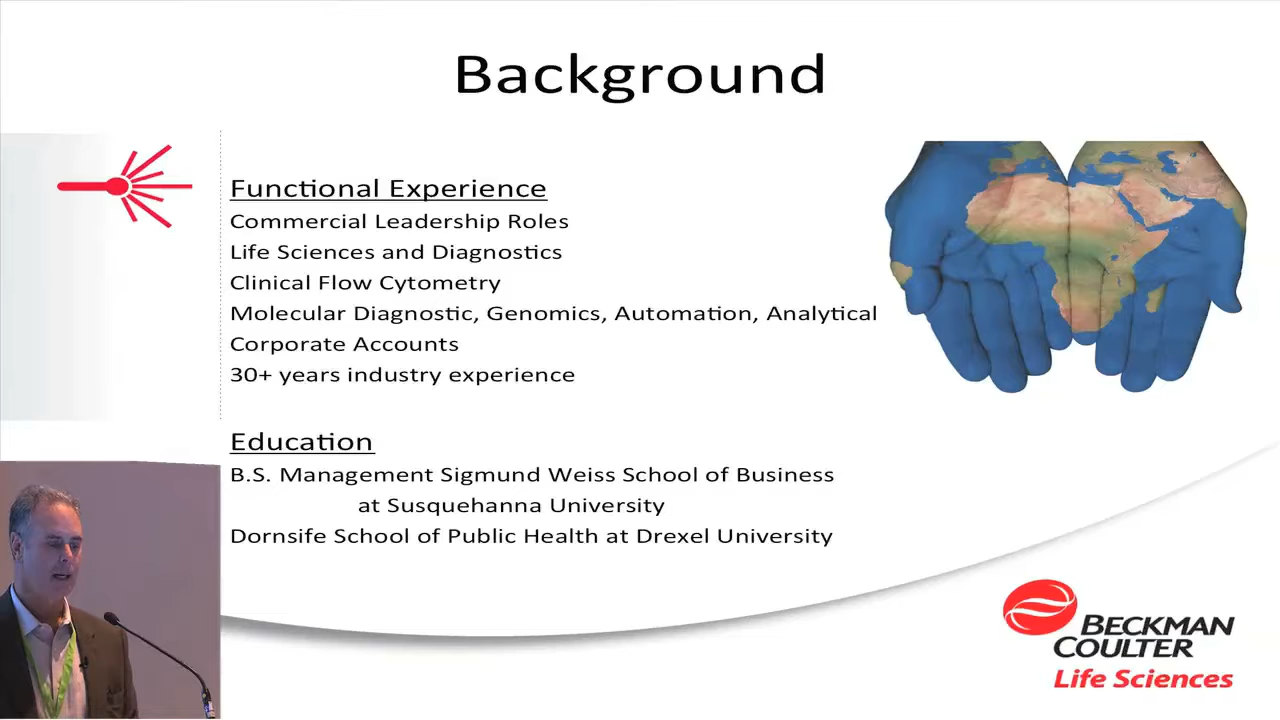 Background
Functional Experience
Commercial Leadership Roles
Life Sciences and Diagnostics
Clinical Flow Cytometry
Molecular Diagnostic, Genomics, Automation, Analytical
Corporate Accounts
30+ years industry experience
Education
B.S. Management Sigmund Weiss School of Business
at Susquehanna University
Dornsife School of Public Health at Drexel University
BECKMAN
COULTER
Life Sciences